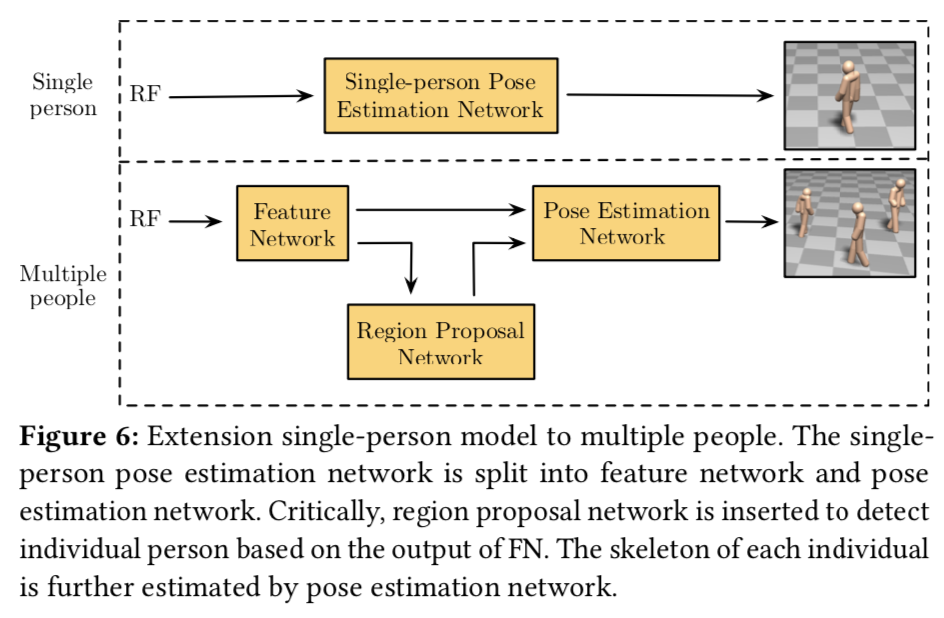 Single
person
RF
Single-person Pose
Estimation Network
Multiple
people
RF
Feature
Network
Pose Estimation
Network
Region Proposal
Network
Figure 6: Extension single-person model to multiple people. The single-
person pose estimation network is split into feature network and pose
estimation network. Critically, region proposal network is inserted to detect
individual person based on the output of FN. The skeleton of each individual
is further estimated by pose estimation network.